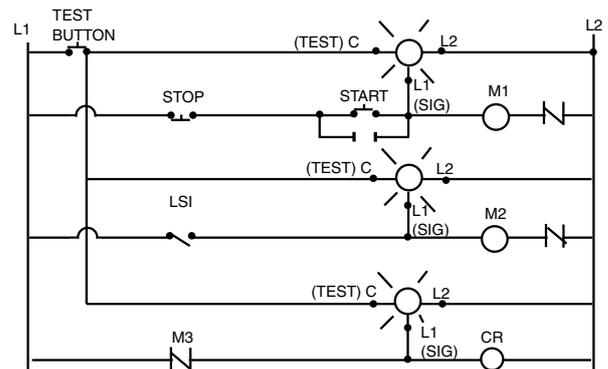 TEST
BUTTON
L1
L2
(TEST) C
L2
L1
(SIG)
STOP
START
M1
(TEST) C
L2
L1
(SIG)
LSI
M2
(TEST) C
L2
L1
(SIG)
M3
CR